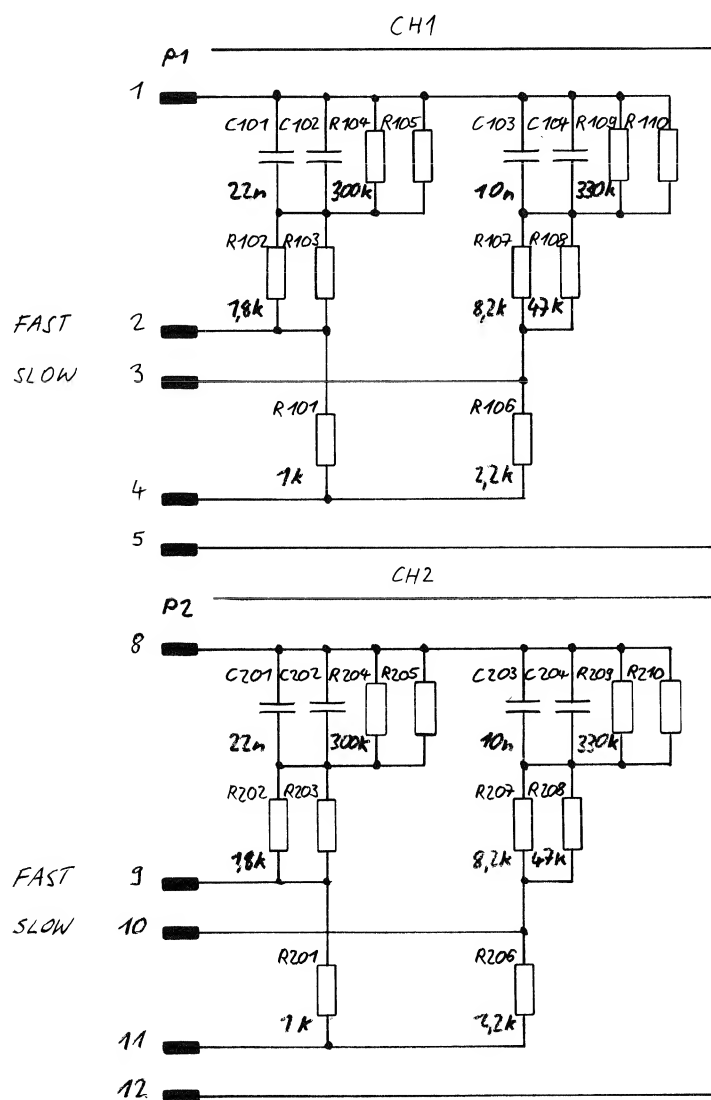 CH1
P1
1
C101 C102 R104 R105 C103 C104 R109 R110
22n 300k 10n 330k
R102 R103 R107 R108
1,8k 8,2k 47k
FAST 2
SLOW 3
R101 R106
1k 2,2k
4
5
CH2
P2
8
C201 C202 R204 R205 C203 C204 R209 R210
22n 300k 10n 330k
R202 R203 R207 R208
1,8k 8,2k 47k
FAST 9
SLOW 10
R201 R206
1k 2,2k
11
12